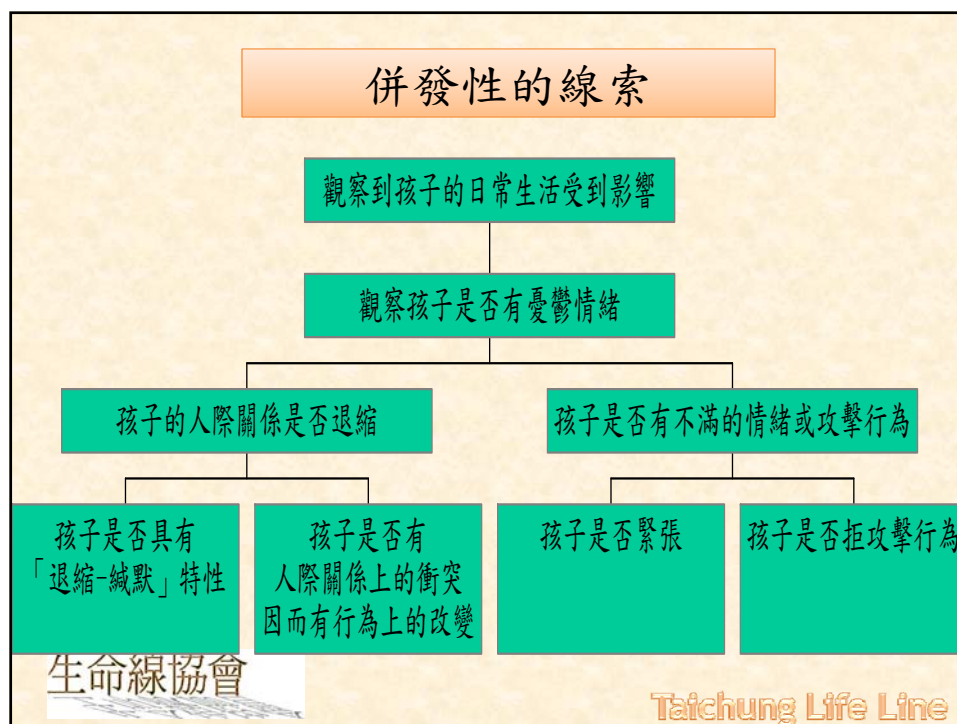 併發性的線索
觀察到孩子的日常生活受到影響
觀察孩子是否有憂鬱情緒
孩子的人際關係是否退縮
孩子是否有不滿的情緒或攻擊行為
孩子是否具有
「退縮-緘默」特性
孩子是否有
人際關係上的衝突
因而有行為上的改變
孩子是否緊張
孩子是否拒攻擊行為
生命線協會
Taichung Life Line